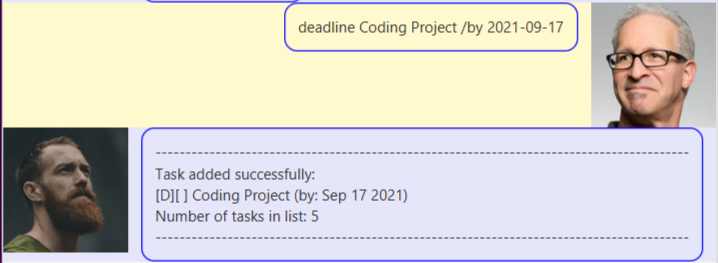 deadline Coding Project /by 2021-09-17
--------------------------------------------------------------------------------------------
Task added successfully:
[D][ ] Coding Project (by: Sep 17 2021)
Number of tasks in list: 5
--------------------------------------------------------------------------------------------